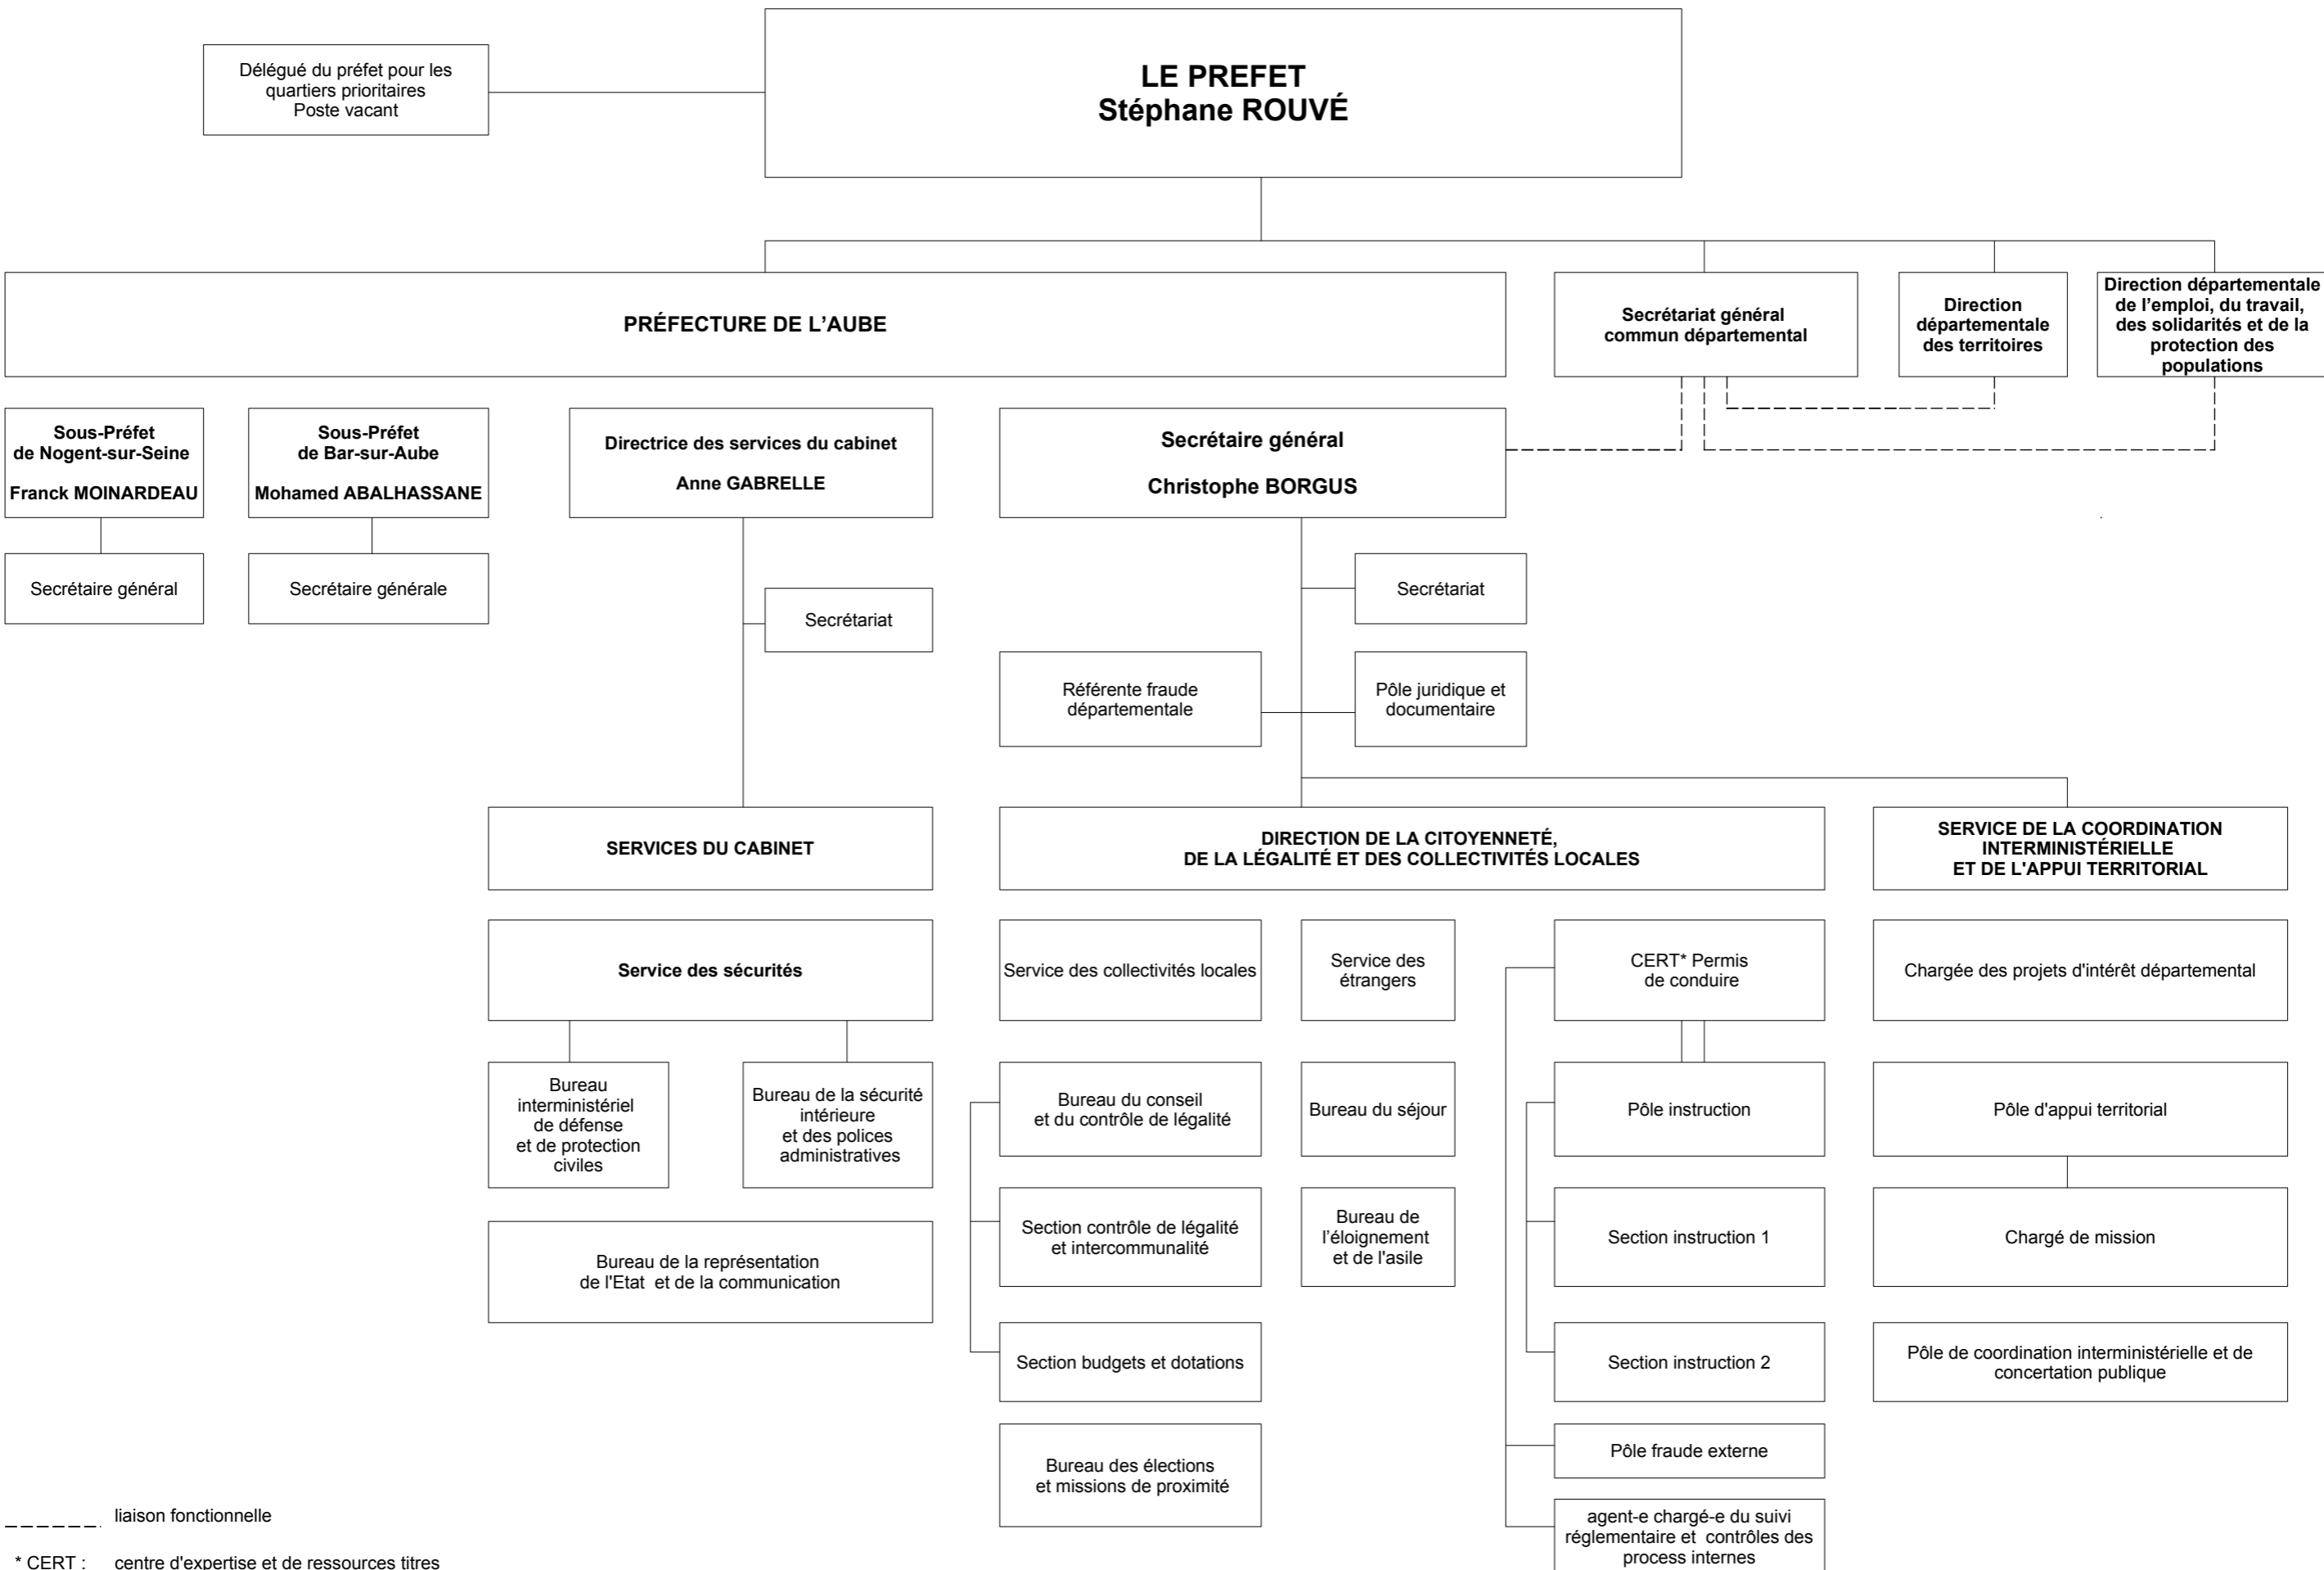 Délégué du préfet pour les
quartiers prioritaires
Poste vacant
LE PREFET
Stéphane ROUVÉ
PRÉFECTURE DE L'AUBE
Secrétariat général
commun départemental
Direction
départementale
des territoires
Direction départementale
de l'emploi, du travail,
des solidarités et de la
protection des
populations
Sous-Préfet
de Nogent-sur-Seine
Franck MOINARDEAU
Sous-Préfet
de Bar-sur-Aube
Mohamed ABALHASSANE
Directrice des services du cabinet
Anne GABRELLE
Secrétaire général
Christophe BORGUS
Secrétaire général
Secrétaire générale
Secrétariat
Secrétariat
Référente fraude
départementale
Pôle juridique et
documentaire
SERVICES DU CABINET
DIRECTION DE LA CITOYENNETÉ,
DE LA LÉGALITÉ ET DES COLLECTIVITÉS LOCALES
SERVICE DE LA COORDINATION
INTERMINISTÉRIELLE
ET DE L'APPUI TERRITORIAL
Service des sécurités
Service des collectivités locales
Service des
étrangers
CERT* Permis
de conduire
Chargée des projets d'intérêt départemental
Bureau
interministériel
de défense
et de protection
civiles
Bureau de la sécurité
intérieure
et des polices
administratives
Bureau du conseil
et du contrôle de légalité
Bureau du séjour
Pôle instruction
Pôle d'appui territorial
Bureau de la représentation
de l'Etat et de la communication
Section contrôle de légalité
et intercommunalité
Bureau de
l'éloignement
et de l'asile
Section instruction 1
Chargé de mission
Section budgets et dotations
Section instruction 2
Pôle de coordination interministérielle et de
concertation publique
Bureau des élections
et missions de proximité
Pôle fraude externe
agent-e chargé-e du suivi
réglementaire et contrôles des
process internes
liaison fonctionnelle
* CERT : centre d'expertise et de ressources titres